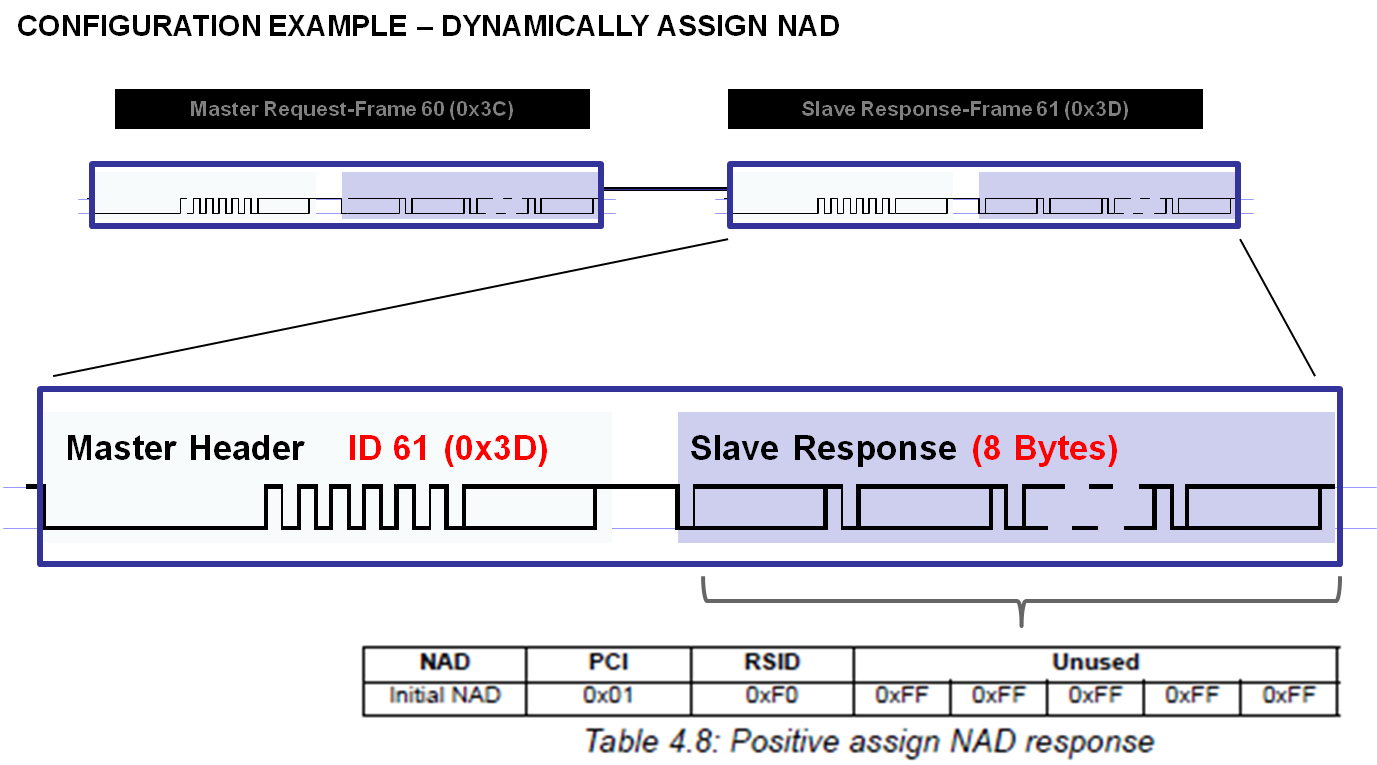 CONFIGURATION EXAMPLE – DYNAMICALLY ASSIGN NAD
Master Request-Frame 60 (0x3C) Slave Response-Frame 61 (0x3D)
Master Header ID 61 (0x3D) Slave Response (8 Bytes)
NAD PCI RSID Unused
Initial NAD 0x01 0xF0 0xFF 0xFF 0xFF 0xFF 0xFF
Table 4.8: Positive assign NAD response